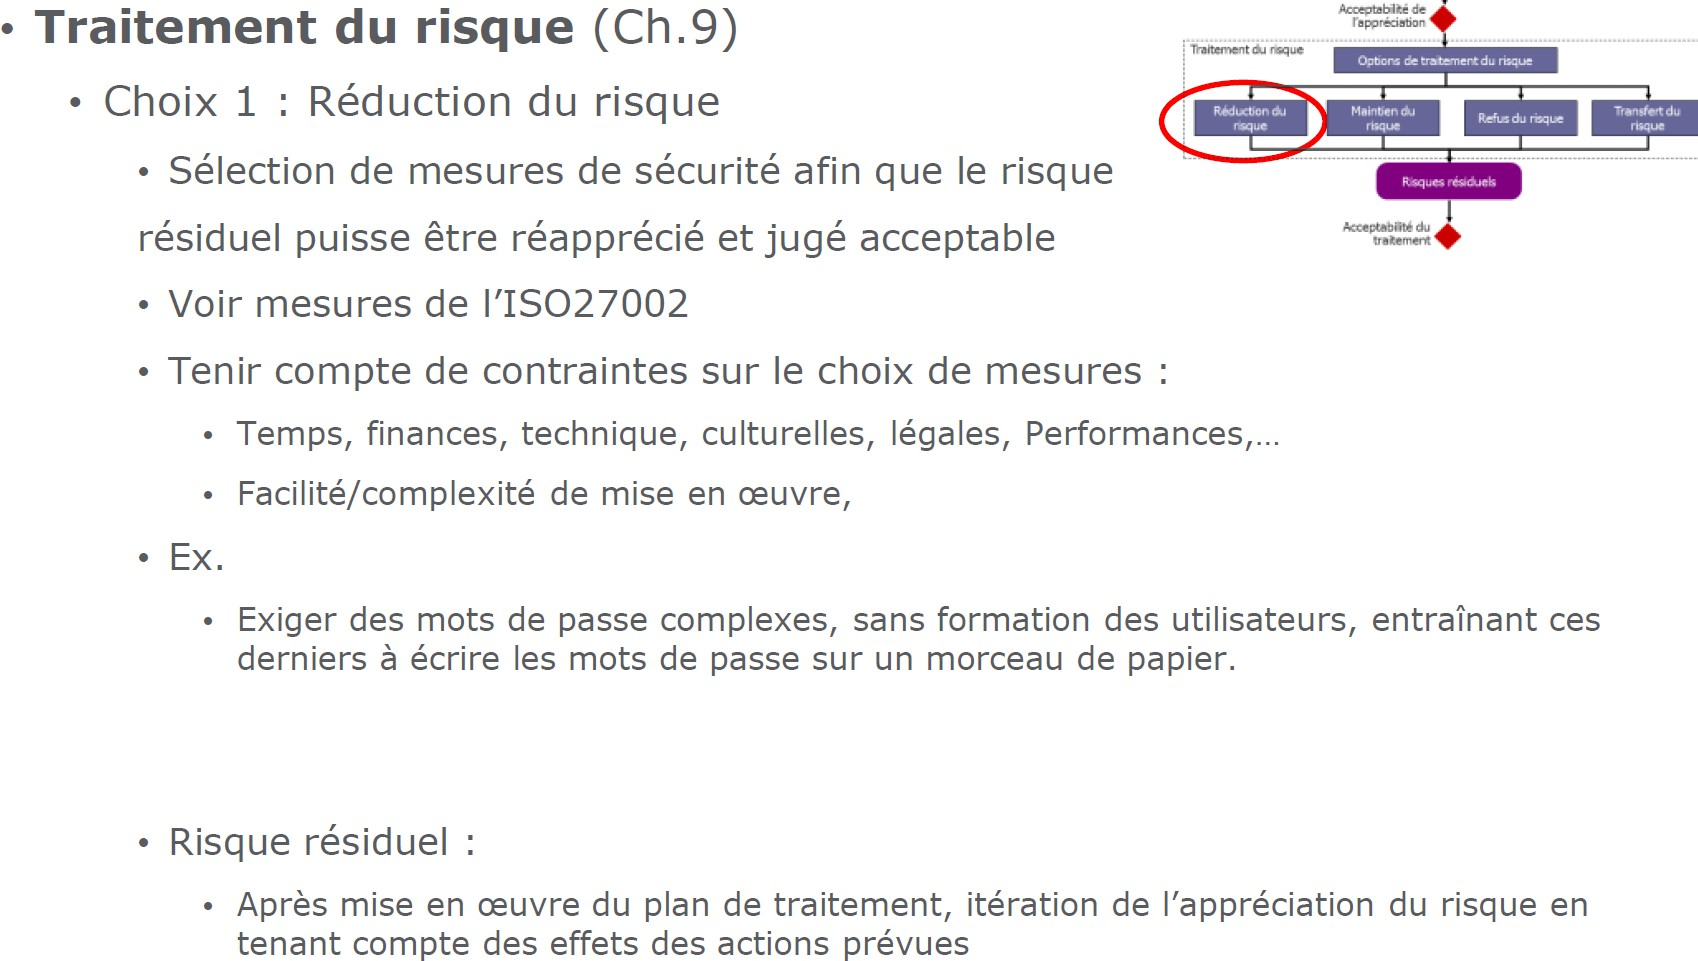 • Traitement du risque (Ch.9)
• Choix 1 : Réduction du risque
• Sélection de mesures de sécurité afin que le risque
résiduel puisse être réapprécié et jugé acceptable
• Voir mesures de l’ISO27002
• Tenir compte de contraintes sur le choix de mesures :
• Temps, finances, technique, culturelles, légales, Performances,…
• Facilité/complexité de mise en œuvre,
• Ex.
• Exiger des mots de passe complexes, sans formation des utilisateurs, entraînant ces
derniers à écrire les mots de passe sur un morceau de papier.
• Risque résiduel :
• Après mise en œuvre du plan de traitement, itération de l’appréciation du risque en
tenant compte des effets des actions prévues
Acceptabilité de
l'appréciation
Traitement du risque
Options de traitement du risque
Réduction du
risque
Maintien du
risque
Refus du risque
Transfert du
risque
Risques résiduels
Acceptabilité du
traitement